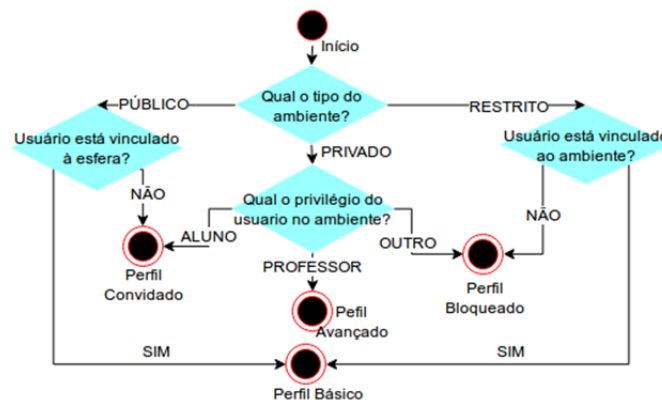 Início
Qual o tipo do
ambiente?
PÚBLICO
RESTRITO
Usuário está vinculado
à esfera?
PRIVADO
Usuário está vinculado
ao ambiente?
Qual o privilégio do
usuario no ambiente?
NÃO
NÃO
ALUNO
OUTRO
PROFESSOR
Perfil
Convidado
Pefil
Avançado
Perfil
Bloqueado
SIM
SIM
Perfil Básico